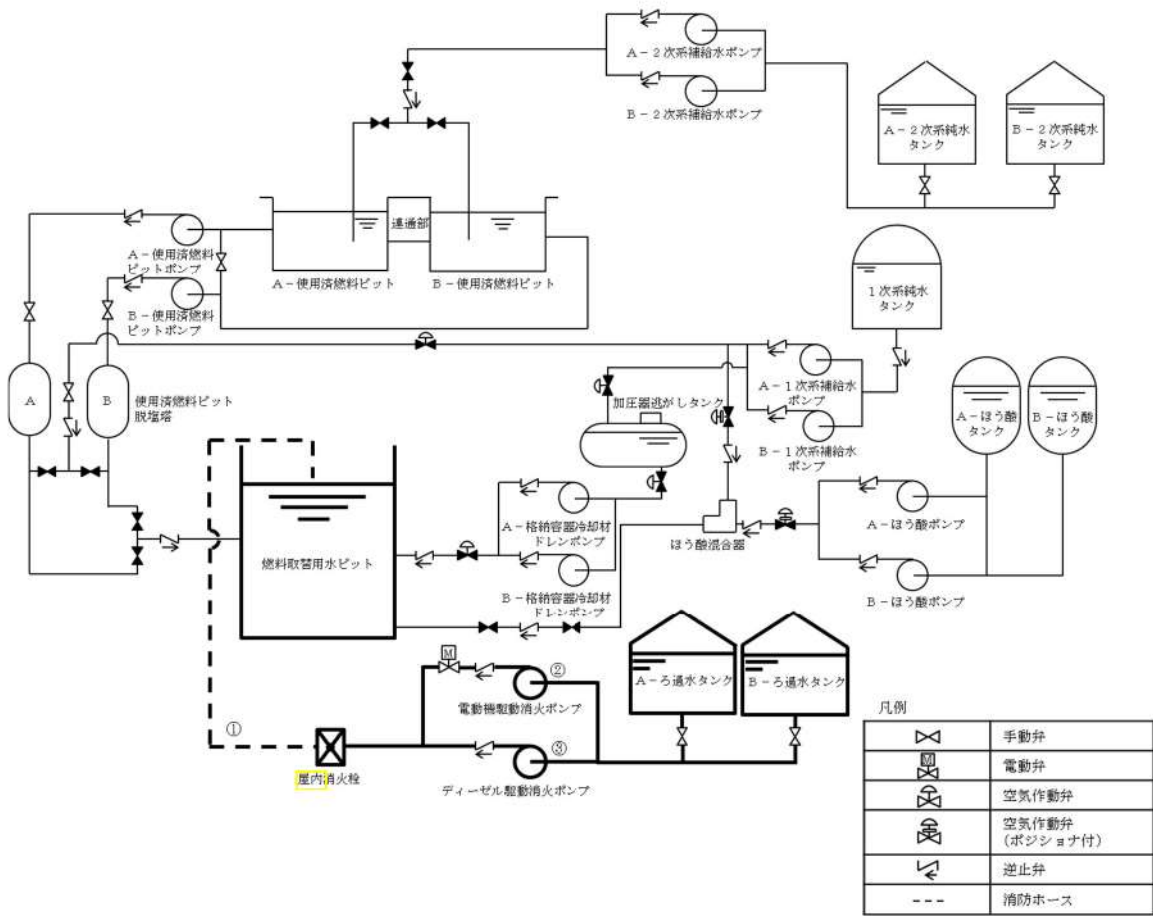 A－2次系補給水ポンプ
B－2次系補給水ポンプ
A－2次系純水
タンク
B－2次系純水
タンク
連通部
A－使用済燃料
ピットポンプ
A－使用済燃料ピット
B－使用済燃料ピット
B－使用済燃料
ピットポンプ
1次系純水
タンク
A
B
使用済燃料ピット
脱塩塔
加圧器逃がしタンク
A－1次系補給水
ポンプ
B－1次系補給水
ポンプ
A－ほう酸
タンク
B－ほう酸
タンク
A－格納容器冷却材
ドレンポンプ
B－格納容器冷却材
ドレンポンプ
ほう酸混合器
A－ほう酸ポンプ
B－ほう酸ポンプ
燃料取替用水ピット
M
②
電動機駆動消火ポンプ
A－ろ過水タンク
B－ろ過水タンク
①
③
屋内消火栓
ディーゼル駆動消火ポンプ
凡例
手動弁
M
電動弁
空気作動弁
空気作動弁
(ポジショナ付)
逆止弁
消防ホース